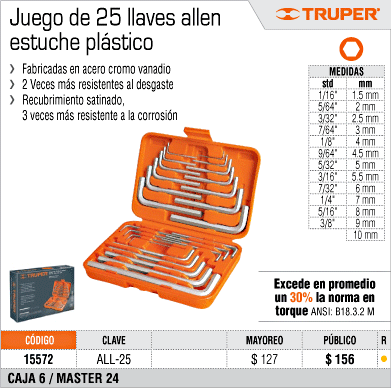 Juego de 25 llaves allen
estuche plástico
TRUPER®
› Fabricadas en acero cromo vanadio
› 2 Veces más resistentes al desgaste
› Recubrimiento satinado,
3 veces más resistente a la corrosión
MEDIDAS
std mm
1/16" 1.5 mm
5/64" 2 mm
3/32" 2.5 mm
7/64" 3 mm
1/8" 4 mm
9/64" 4.5 mm
5/32" 5 mm
3/16" 5.5 mm
7/32" 6 mm
1/4" 7 mm
5/16" 8 mm
3/8" 9 mm
10 mm
TRUPER
Excede en promedio
un 30% la norma en
torque ANSI: B18.3.2 M
CÓDIGO CLAVE MAYOREO PÚBLICO R
15572 ALL-25 $ 127 $ 156
CAJA 6 / MASTER 24